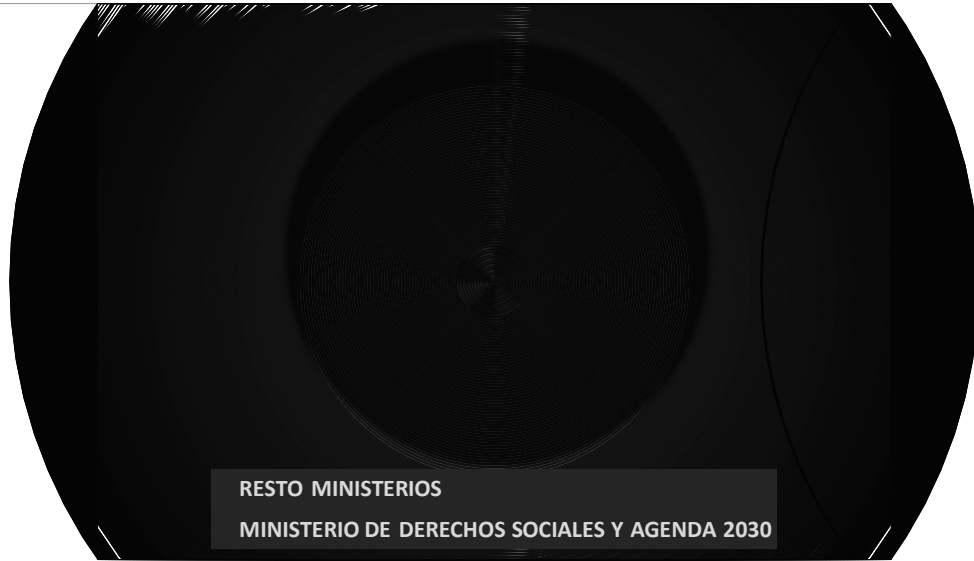 RESTO MINISTERIOS
MINISTERIO DE DERECHOS SOCIALES Y AGENDA 2030